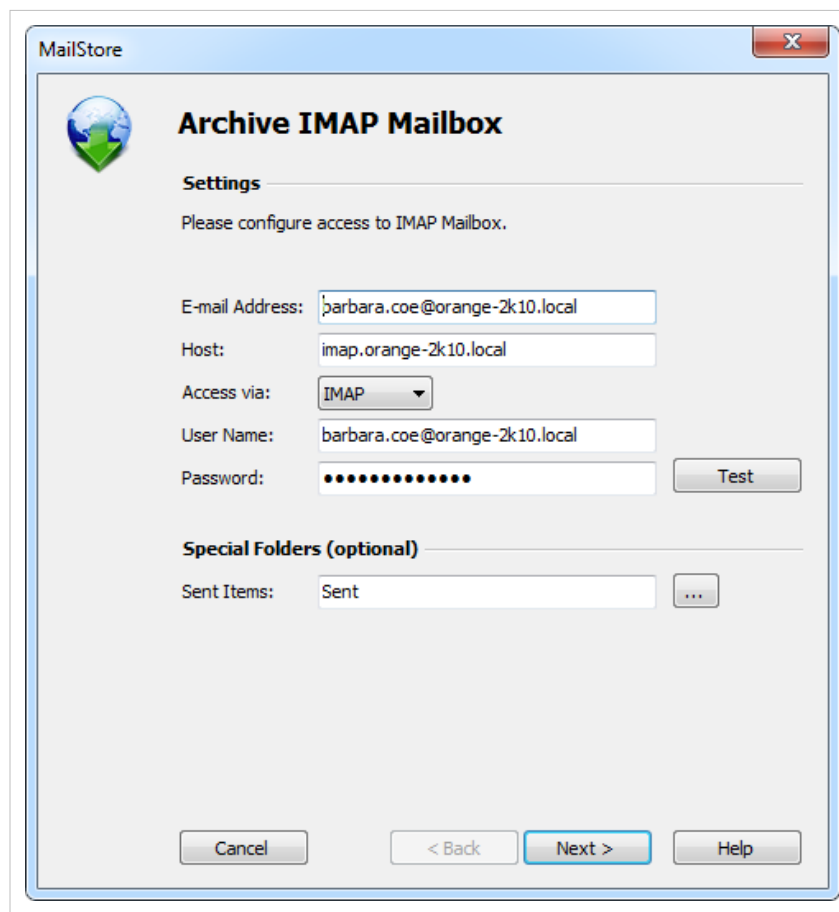 MailStore
Archive IMAP Mailbox
Settings
Please configure access to IMAP Mailbox.
E-mail Address: barbara.coe@orange-2k10.local
Host: imap.orange-2k10.local
Access via: IMAP
User Name: barbara.coe@orange-2k10.local
Password: ●●●●●●●●●●●●● Test
Special Folders (optional)
Sent Items: Sent ...
Cancel < Back Next > Help